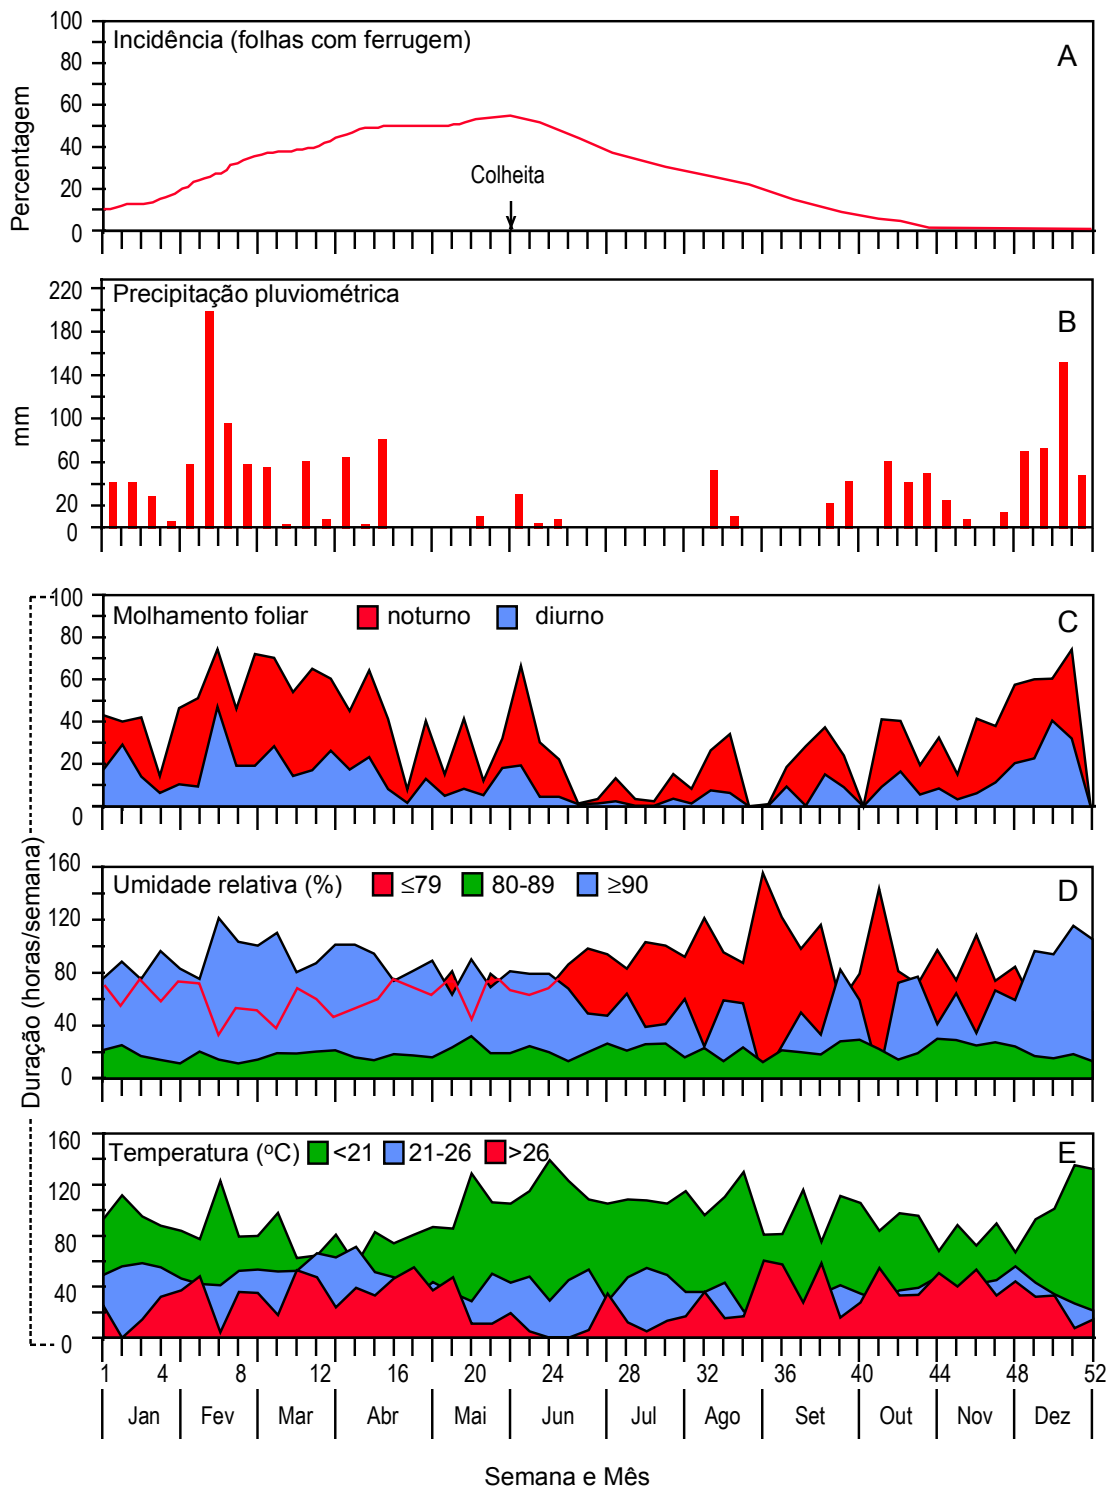 Incidência (folhas com ferrugem)
A
Percentagem
100
80
60
40
20
0
Colheita
Precipitação pluviométrica
B
mm
220
180
140
100
60
20
0
Molhamento foliar noturno diurno
C
100
80
60
40
20
0
Duração (horas/semana)
Umidade relativa (%) ≤79 80-89 ≥90
D
160
120
80
40
0
Temperatura (ºC) <21 21-26 >26
E
160
120
80
40
0
1 4 8 12 16 20 24 28 32 36 40 44 48 52
Jan Fev Mar Abr Mai Jun Jul Ago Set Out Nov Dez
Semana e Mês